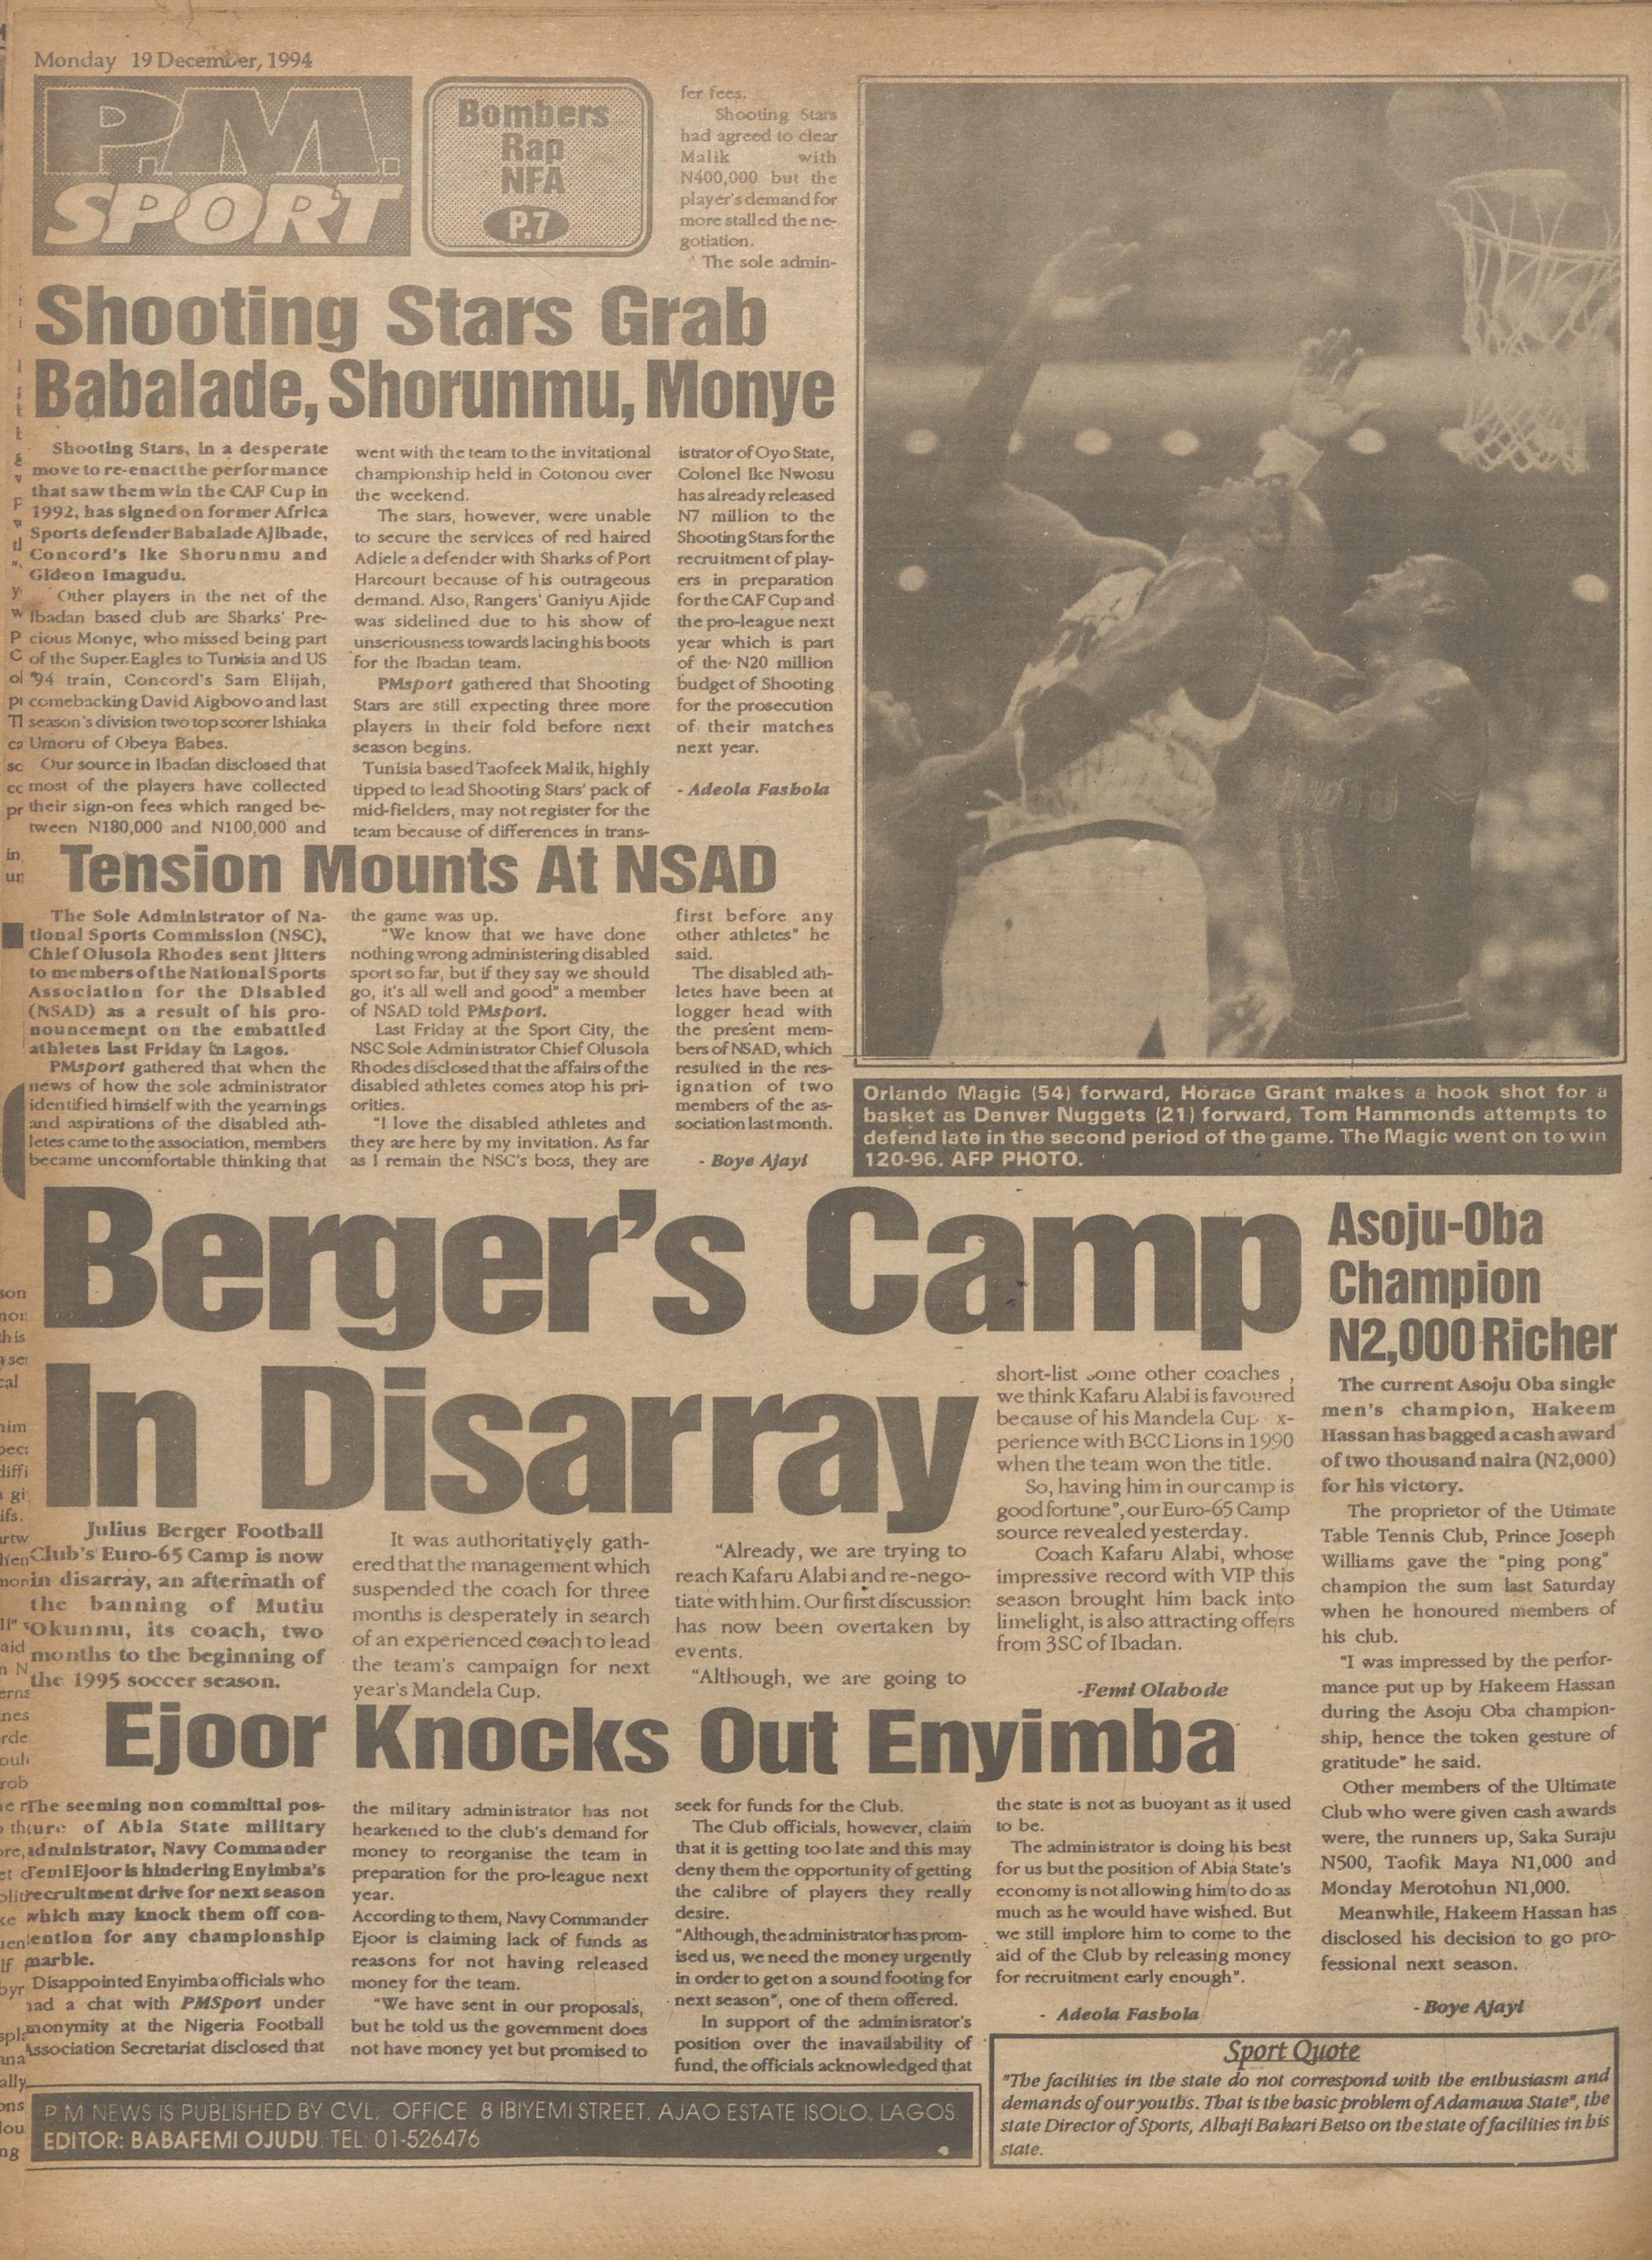 Monday 19 December, 1994
P.M.
SPORT
Bombers
Rap
NFA
P.7
Shooting Stars Grab
Babalade, Shorunmu, Monye
Shooting Stars, in a desperate
move to re-enact the performance
that saw them win the CAF Cup in
1992, has signed on former Africa
Sports defender Babalade Ajibade,
Concord's Ike Shorunmu and
Gideon Imagudu.
Other players in the net of the
Ibadan based club are Sharks' Pre-
cious Monye, who missed being part
of the Super Eagles to Tunisia and US
'94 train, Concord's Sam Elijah,
comebacking David Aigbovo and last
season's division two top scorer Ishiaka
Umoru of Obeya Babes.
Our source in Ibadan disclosed that
most of the players have collected
their sign-on fees which ranged be-
tween N180,000 and N100,000 and
went with the team to the invitational
championship held in Cotonou over
the weekend.
The stars, however, were unable
to secure the services of red haired
Adiele a defender with Sharks of Port
Harcourt because of his outrageous
demand. Also, Rangers' Ganiyu Ajide
was sidelined due to his show of
unseriousness towards lacing his boots
for the Ibadan team.
PMsport gathered that Shooting
Stars are still expecting three more
players in their fold before next
season begins.
Tunisia based Taofeek Malik, highly
tipped to lead Shooting Stars' pack of
mid-fielders, may not register for the
team because of differences in trans-
fer fees.
Shooting Stars
had agreed to clear
Malik with
N400,000 but the
player's demand for
more stalled the ne-
gotiation.
The sole admin-
istrator of Oyo State,
Colonel Ike Nwosu
has already released
N7 million to the
Shooting Stars for the
recruitment of play-
ers in preparation
for the CAF Cup and
the pro-league next
year which is part
of the N20 million
budget of Shooting
for the prosecution
of their matches
next year.
- Adeola Fasbola
Orlando Magic (54) forward, Horace Grant makes a hook shot for a
basket as Denver Nuggets (21) forward, Tom Hammonds attempts to
defend late in the second period of the game. The Magic went on to win
120-96. AFP PHOTO.
Tension Mounts At NSAD
The Sole Administrator of Na-
tional Sports Commission (NSC),
Chief Olusola Rhodes sent jitters
to members of the National Sports
Association for the Disabled
(NSAD) as a result of his pro-
nouncement on the embattled
athletes last Friday in Lagos.
PMsport gathered that when the
news of how the sole administrator
identified himself with the yearnings
and aspirations of the disabled ath-
letes came to the association, members
became uncomfortable thinking that
the game was up.
"We know that we have done
nothing wrong administering disabled
sport so far, but if they say we should
go, it's all well and good" a member
of NSAD told PMsport.
Last Friday at the Sport City, the
NSC Sole Administrator Chief Olusola
Rhodes disclosed that the affairs of the
disabled athletes comes atop his pri-
orities.
"I love the disabled athletes and
they are here by my invitation. As far
as I remain the NSC's boss, they are
first before any
other athletes" he
said.
The disabled ath-
letes have been at
logger head with
the present mem-
bers of NSAD, which
resulted in the res-
ignation of two
members of the as-
sociation last month.
- Boye Ajayi
Berger's Camp
In Disarray
Julius Berger Football
Club's Euro-65 Camp is now
in disarray, an aftermath of
the banning of Mutiu
Okunnu, its coach, two
months to the beginning of
the 1995 soccer season.
It was authoritatively gath-
ered that the management which
suspended the coach for three
months is desperately in search
of an experienced coach to lead
the team's campaign for next
year's Mandela Cup.
"Already, we are trying to
reach Kafaru Alabi and re-nego-
tiate with him. Our first discussion
has now been overtaken by
events.
"Although, we are going to
short-list some other coaches,
we think Kafaru Alabi is favoured
because of his Mandela Cup x-
perience with BCC Lions in 1990
when the team won the title.
So, having him in our camp is
good fortune", our Euro-65 Camp
source revealed yesterday.
Coach Kafaru Alabi, whose
impressive record with VIP this
season brought him back into
limelight, is also attracting offers
from 3SC of Ibadan.
-Femi Olabode
Asoju-Oba
Champion
N2,000 Richer
The current Asoju Oba single
men's champion, Hakeem
Hassan has bagged a cash award
of two thousand naira (N2,000)
for his victory.
The proprietor of the Utimate
Table Tennis Club, Prince Joseph
Williams gave the "ping pong"
champion the sum last Saturday
when he honoured members of
his club.
"I was impressed by the perfor-
mance put up by Hakeem Hassan
during the Asoju Oba champion-
ship, hence the token gesture of
gratitude" he said.
Other members of the Ultimate
Club who were given cash awards
were, the runners up, Saka Suraju
N500, Taofik Maya N1,000 and
Monday Merotohun N1,000.
Meanwhile, Hakeem Hassan has
disclosed his decision to go pro-
fessional next season.
- Boye Ajayi
Ejoor Knocks Out Enyimba
The seeming non committal pos-
ture of Abia State military
administrator, Navy Commander
Temi Ejoor is hindering Enyimba's
recruitment drive for next season
which may knock them off con-
tention for any championship
marble.
Disappointed Enyimba officials who
had a chat with PMSport under
anonymity at the Nigeria Football
Association Secretariat disclosed that
the military administrator has not
hearkened to the club's demand for
money to reorganise the team in
preparation for the pro-league next
year.
According to them, Navy Commander
Ejoor is claiming lack of funds as
reasons for not having released
money for the team.
"We have sent in our proposals,
but he told us the government does
not have money yet but promised to
seek for funds for the Club.
The Club officials, however, claim
that it is getting too late and this may
deny them the opportunity of getting
the calibre of players they really
desire.
"Although, the administrator has prom-
ised us, we need the money urgently
in order to get on a sound footing for
next season", one of them offered.
In support of the adminisrator's
position over the inavailability of
fund, the officials acknowledged that
the state is not as buoyant as it used
to be.
The administrator is doing his best
for us but the position of Abia State's
economy is not allowing him to do as
much as he would have wished. But
we still implore him to come to the
aid of the Club by releasing money
for recruitment early enough".
- Adeola Fasbola
Sport Quote
"The facilities in the state do not correspond with the enthusiasm and
demands of our youths. That is the basic problem of Adamawa State", the
state Director of Sports, Alhaji Bakari Betso on the state of facilities in his
state.
P.M NEWS IS PUBLISHED BY CVL. OFFICE 8 IBIYEMI STREET, AJAO ESTATE ISOLO, LAGOS.
EDITOR: BABAFEMI OJUDU. TEL: 01-526476